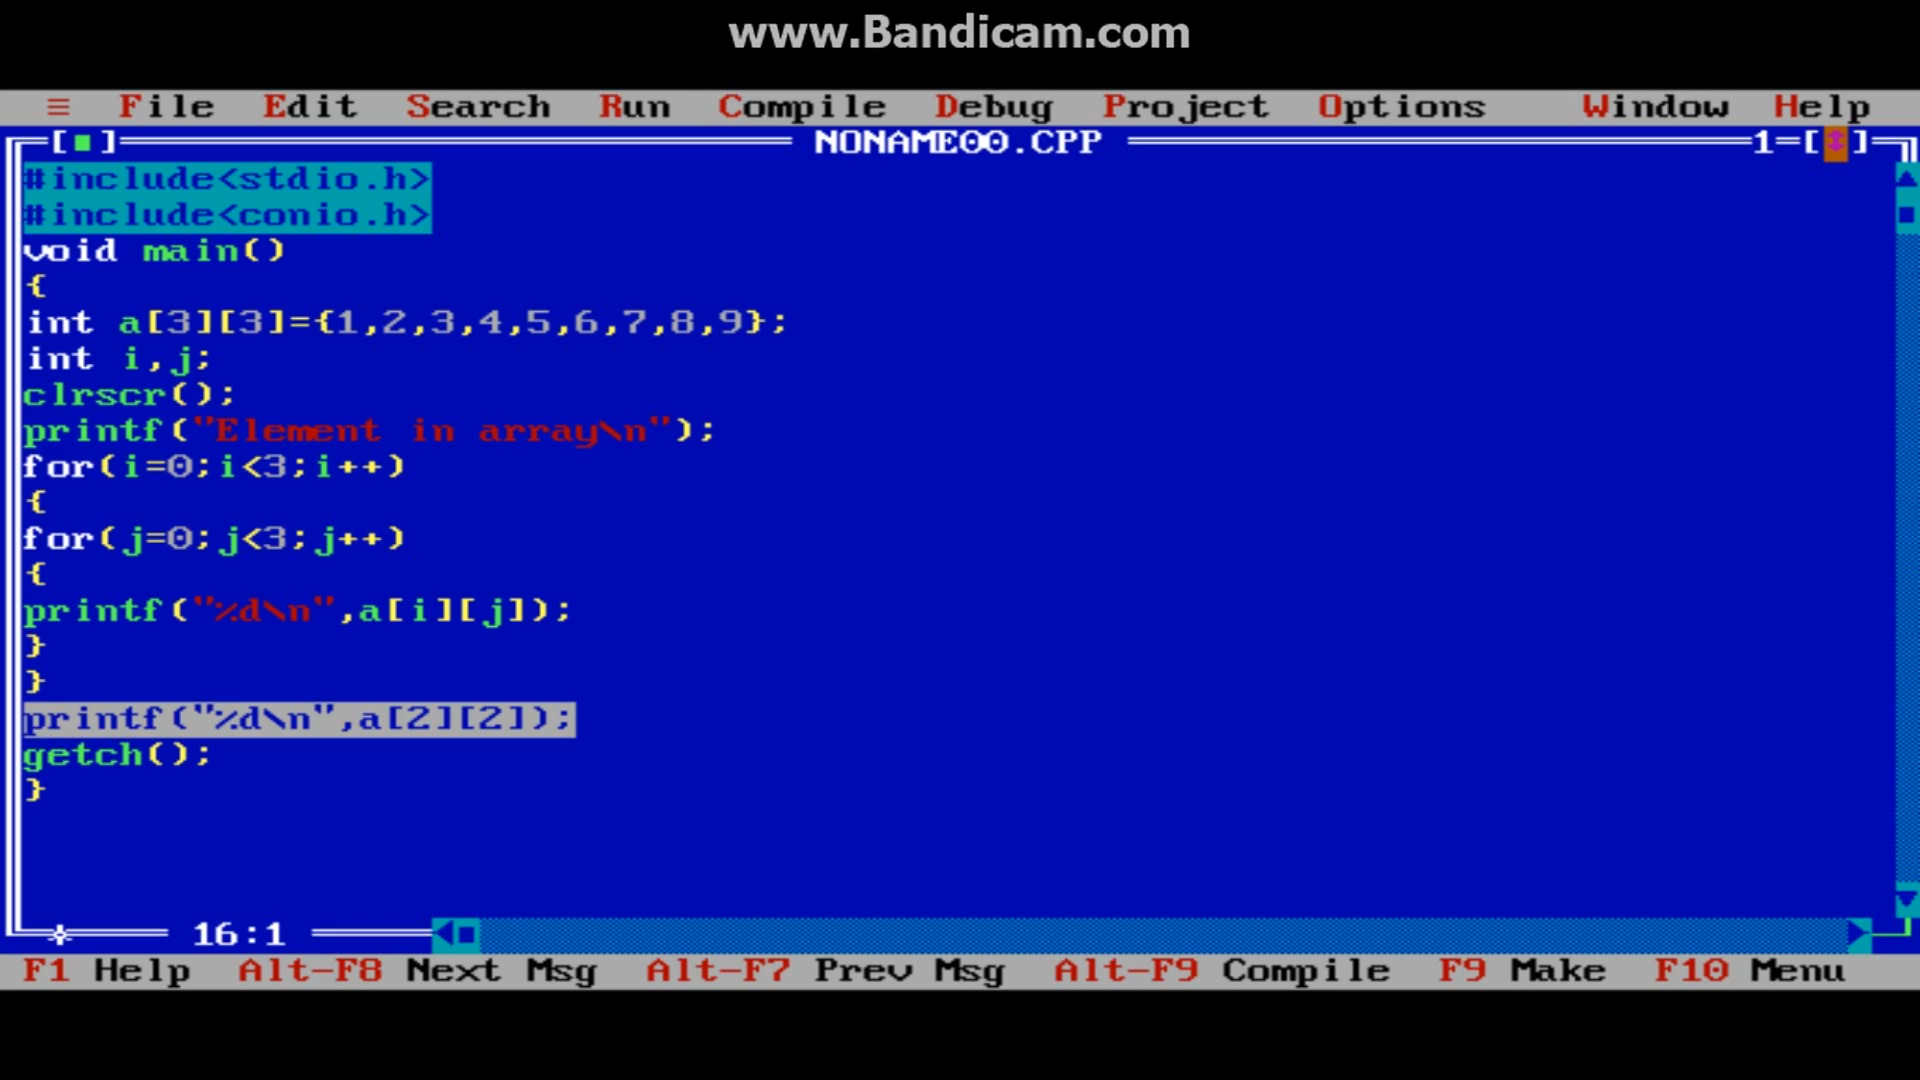 www.Bandicam.com
≡ File Edit Search Run Compile Debug Project Options Window Help
[■] NONAME00.CPP 1=[↕]
#include<stdio.h>
#include<conio.h>
void main()
{
int a[3][3]={1,2,3,4,5,6,7,8,9};
int i,j;
clrscr();
printf("Element in array\n");
for(i=0;i<3;i++)
{
for(j=0;j<3;j++)
{
printf("%d\n",a[i][j]);
}
}
printf("%d\n",a[2][2]);
getch();
}
16:1
F1 Help Alt-F8 Next Msg Alt-F7 Prev Msg Alt-F9 Compile F9 Make F10 Menu